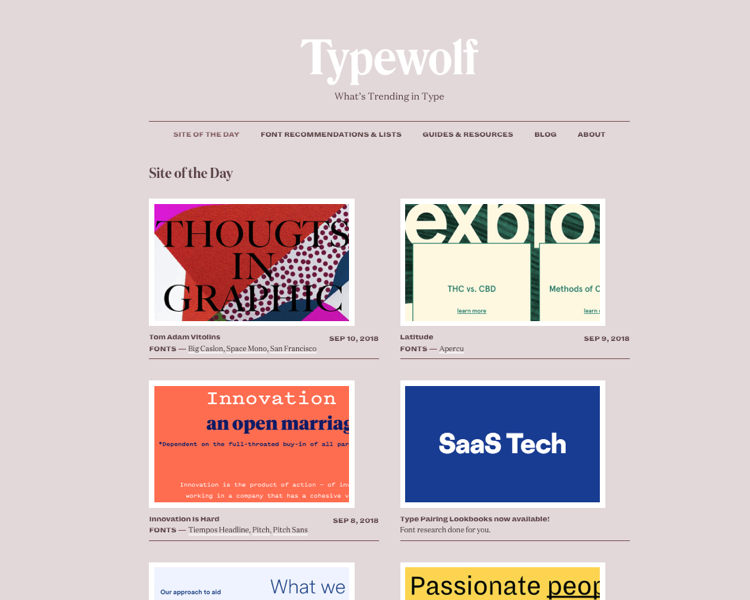 Typewolf
What's Trending in Type
SITE OF THE DAY FONT RECOMMENDATIONS & LISTS GUIDES & RESOURCES BLOG ABOUT
Site of the Day
THOUGTS
IN
GRAPHIC
explo
THC vs. CBD
learn more
Methods of C
learn
Tom Adam Vitolins SEP 10, 2018
FONTS — Big Caslon, Space Mono, San Francisco
Latitude SEP 9, 2018
FONTS — Apercu
Innovation
an open marriag
*Dependent on the full-throated buy-in of all par
Innovation is the product of action – of in
working in a company that has a cohesive v
SaaS Tech
Innovation Is Hard SEP 8, 2018
FONTS — Tiempos Headline, Pitch, Pitch Sans
Type Pairing Lookbooks now available!
Font research done for you.
Our approach to aid
What we
Passionate peop